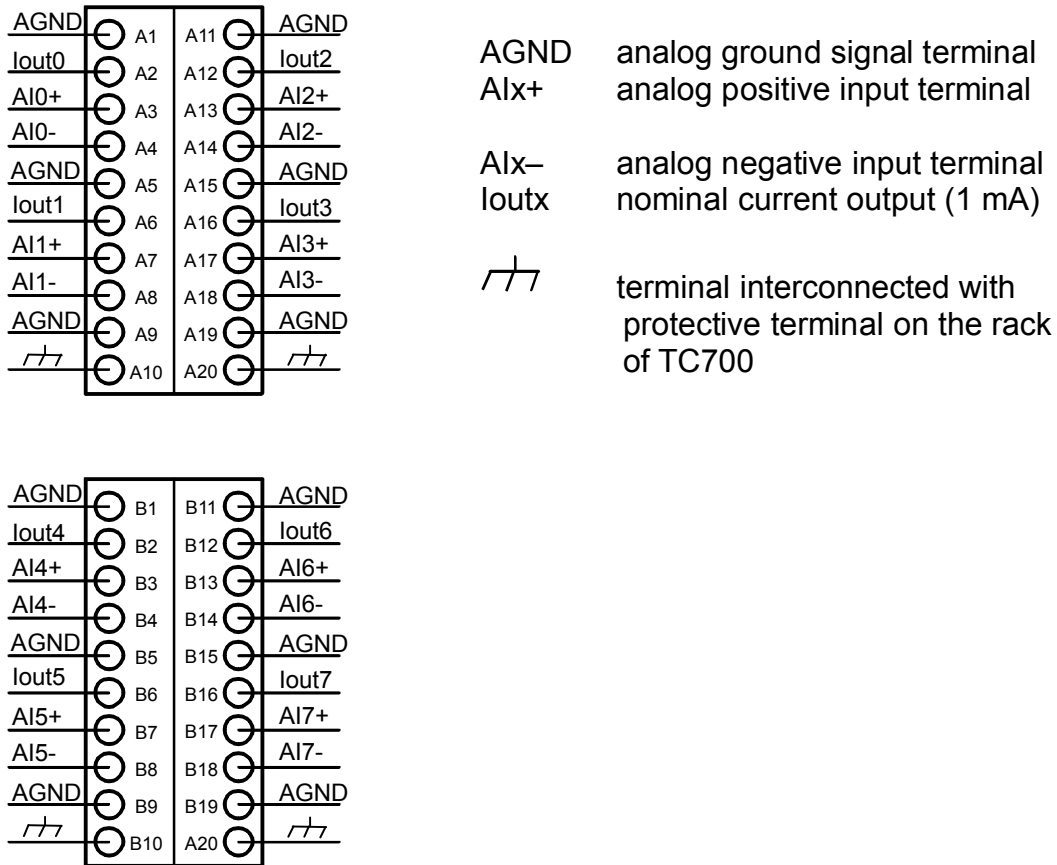 AGND A1 A11 AGND
Iout0 A2 A12 Iout2
AI0+ A3 A13 AI2+
AI0- A4 A14 AI2-
AGND A5 A15 AGND
Iout1 A6 A16 Iout3
AI1+ A7 A17 AI3+
AI1- A8 A18 AI3-
AGND A9 A19 AGND
A10 A20
AGND analog ground signal terminal
AIx+ analog positive input terminal
AIx– analog negative input terminal
Ioutx nominal current output (1 mA)
terminal interconnected with
protective terminal on the rack
of TC700
AGND B1 B11 AGND
Iout4 B2 B12 Iout6
AI4+ B3 B13 AI6+
AI4- B4 B14 AI6-
AGND B5 B15 AGND
Iout5 B6 B16 Iout7
AI5+ B7 B17 AI7+
AI5- B8 B18 AI7-
AGND B9 B19 AGND
B10 A20